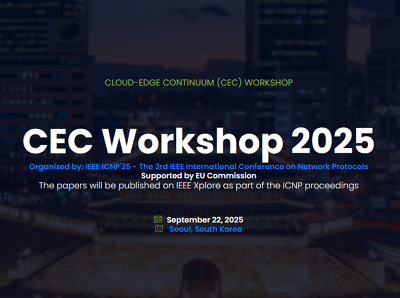 CLOUD-EDGE CONTINUUM (CEC) WORKSHOP
CEC Workshop 2025
Organized by: IEEE ICNP'25 - The 3rd IEEE International Conference on Network Protocols
Supported by EU Commission
The papers will be published on IEEE Xplore as part of the ICNP proceedings
September 22, 2025
Seoul, South Korea